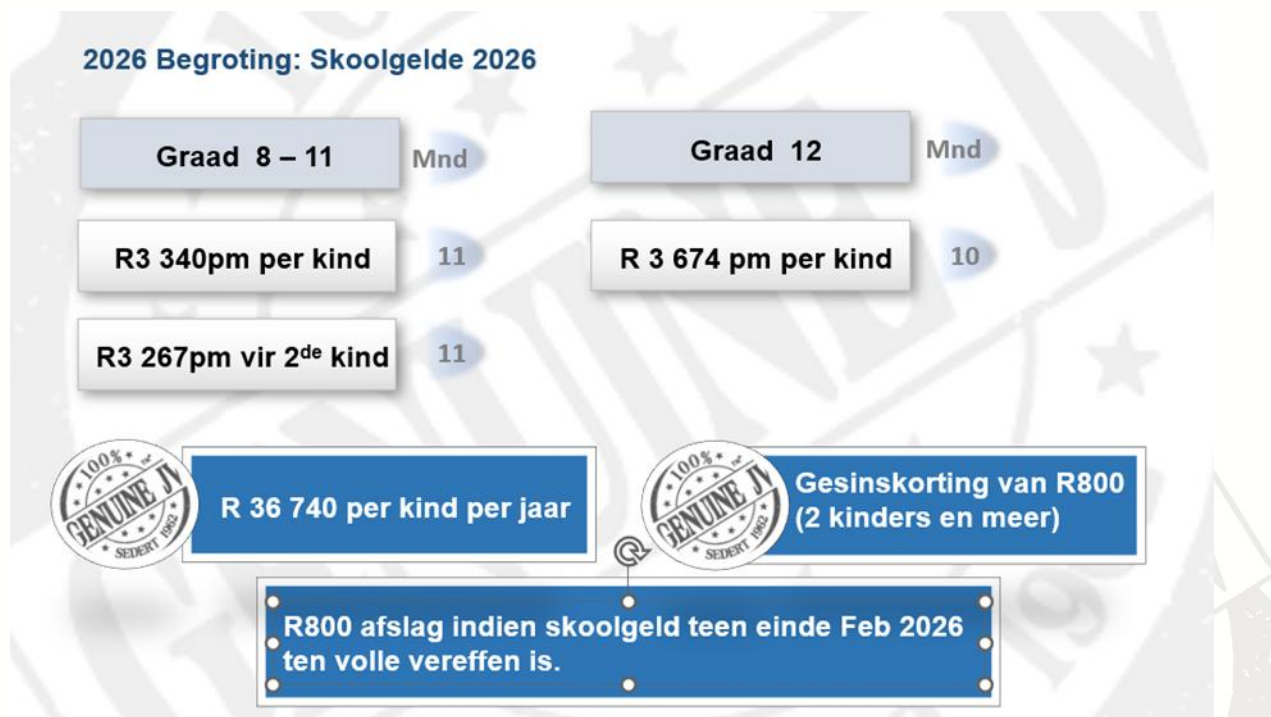 2026 Begroting: Skoolgelde 2026
Graad 8 – 11
Mnd
R3 340pm per kind
11
R3 267pm vir 2de kind
11
Graad 12
Mnd
R 3 674 pm per kind
10
100%
GENUINE JV
SEDERT 1962
R 36 740 per kind per jaar
100%
GENUINE JV
SEDERT 1962
Gesinskorting van R800
(2 kinders en meer)
R800 afslag indien skoolgeld teen einde Feb 2026
ten volle vereffen is.